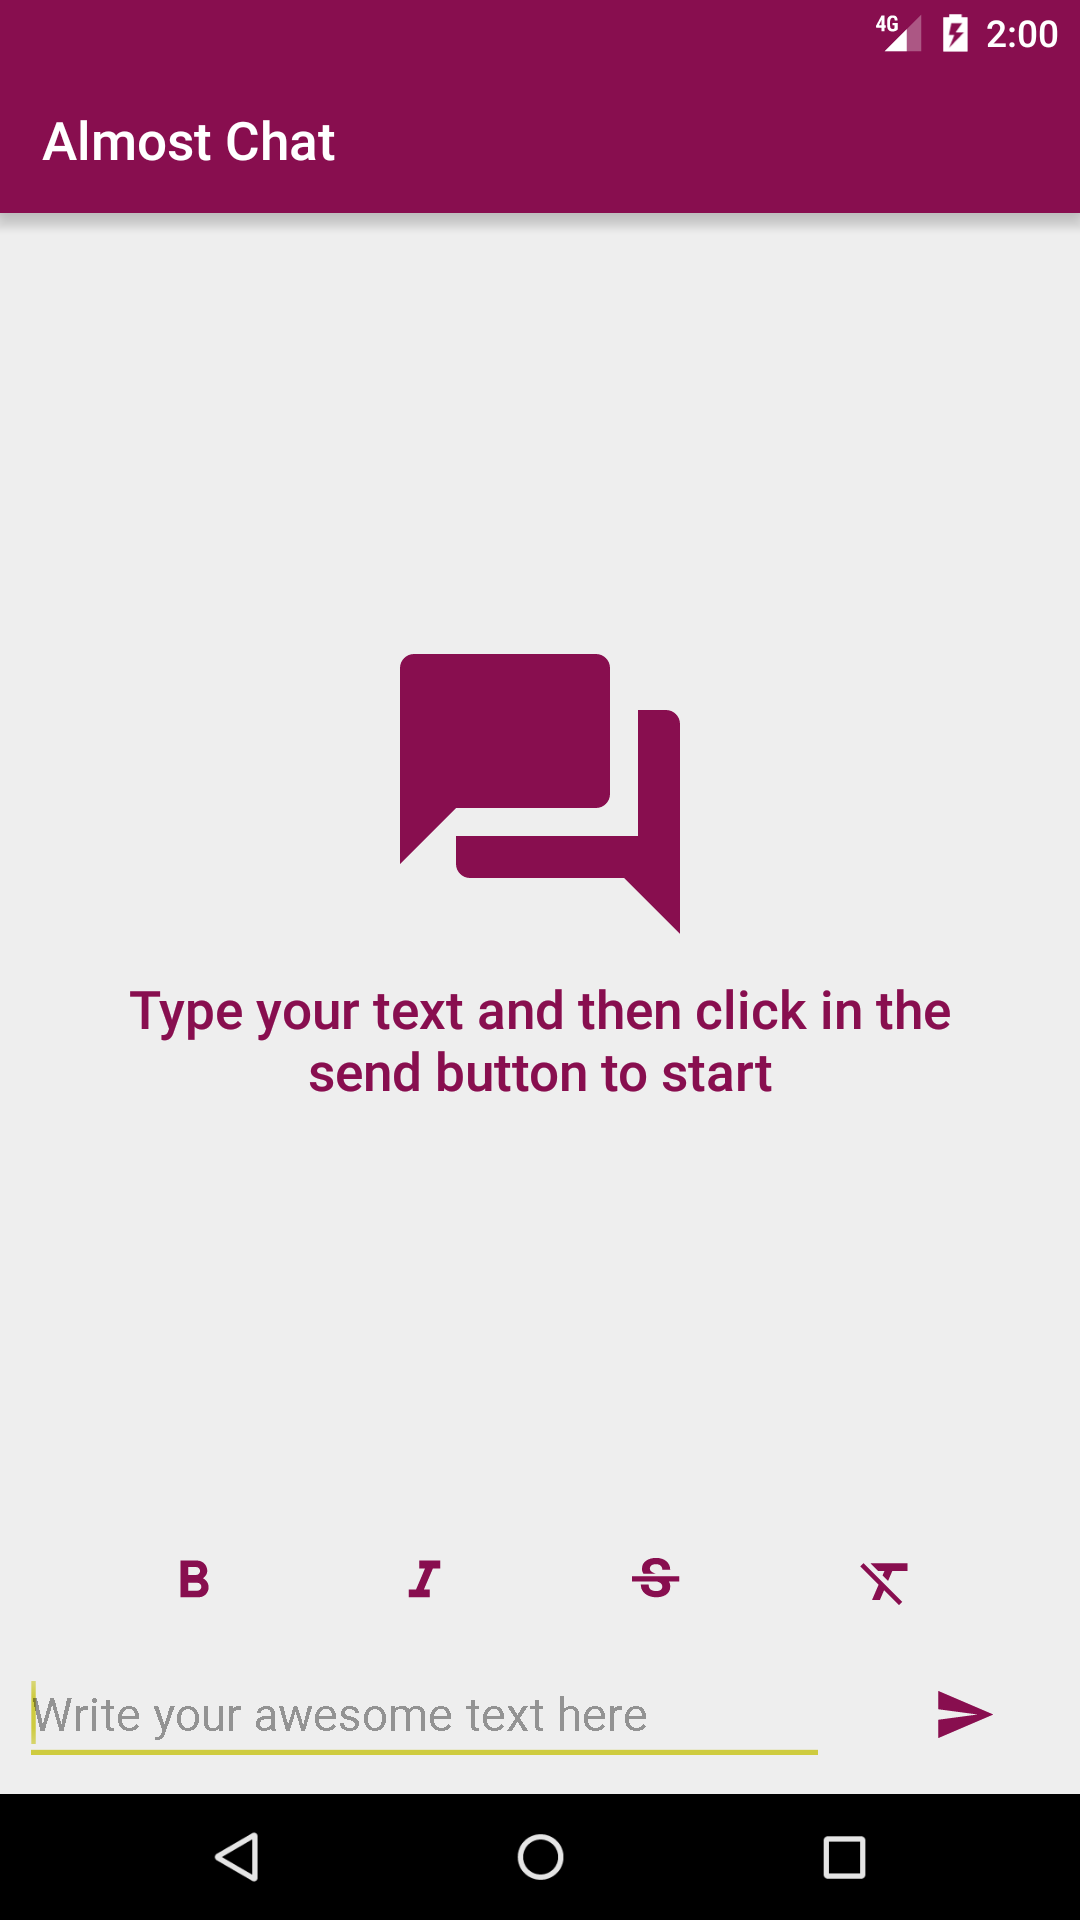 4G 2:00
Almost Chat
Type your text and then click in the
send button to start
B I S T
Write your awesome text here